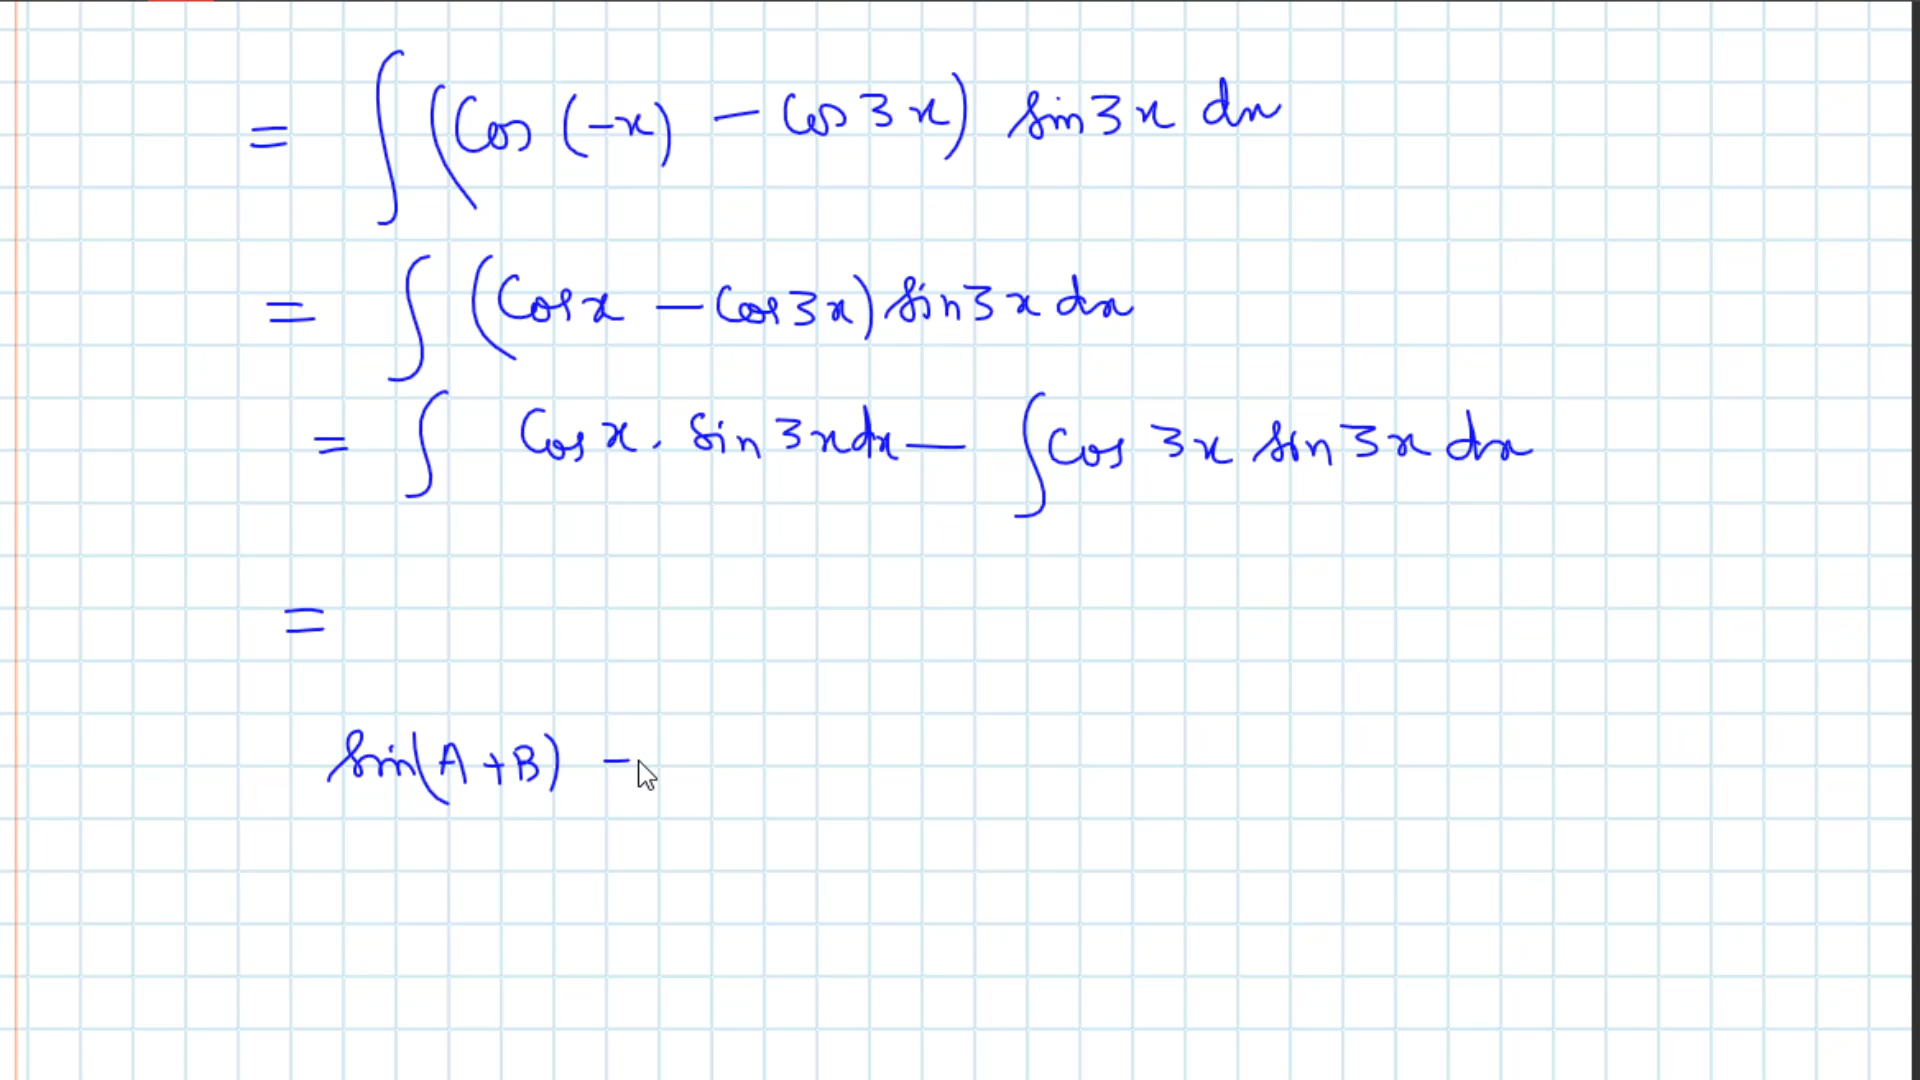 = ∫ (Cos (-x) - Cos 3x) sin 3x dx
= ∫ (Cos x - Cos 3x) sin 3x dx
= ∫ Cos x . Sin 3x dx - ∫ Cos 3x sin 3x dx
=
sin(A+B) -